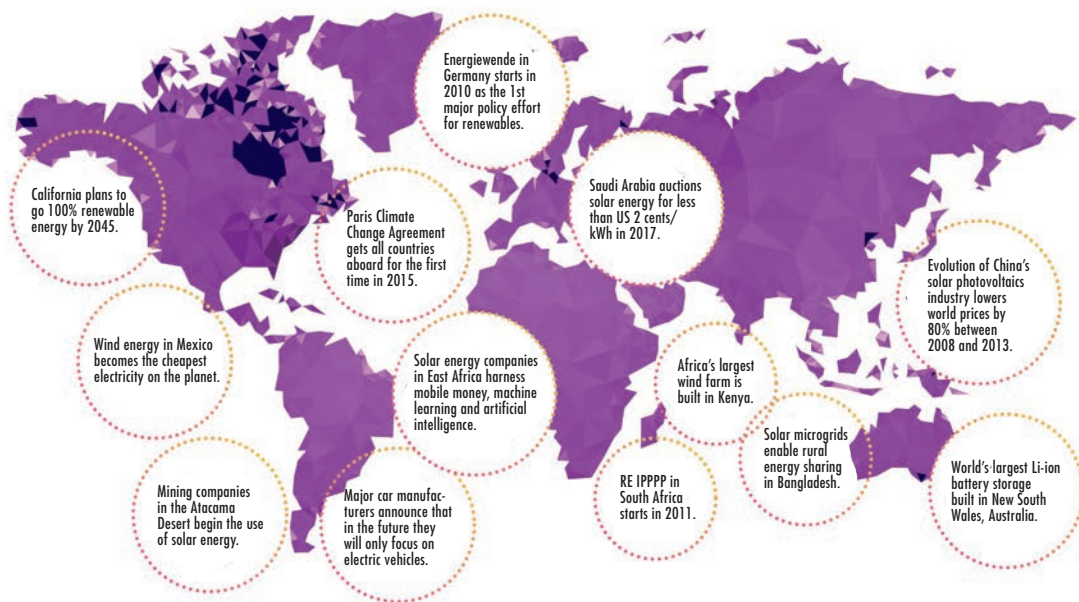 Energiewende in
Germany starts in
2010 as the 1st
major policy effort
for renewables.
California plans to
go 100% renewable
energy by 2045.
Paris Climate
Change Agreement
gets all countries
aboard for the first
time in 2015.
Saudi Arabia auctions
solar energy for less
than US 2 cents/
kWh in 2017.
Evolution of China’s
solar photovoltaics
industry lowers
world prices by
80% between
2008 and 2013.
Wind energy in Mexico
becomes the cheapest
electricity on the planet.
Solar energy companies
in East Africa harness
mobile money, machine
learning and artificial
intelligence.
Africa’s largest
wind farm is
built in Kenya.
Solar microgrids
enable rural
energy sharing
in Bangladesh.
Mining companies
in the Atacama
Desert begin the use
of solar energy.
Major car manufac-
turers announce that
in the future they
will only focus on
electric vehicles.
RE IPPPP in
South Africa
starts in 2011.
World’s largest Li-ion
battery storage
built in New South
Wales, Australia.